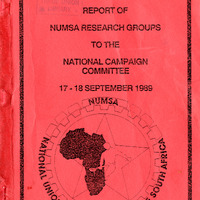 REPORT OF
NUMSA RESEARCH GROUPS
TO THE
NATIONAL CAMPAIGN
COMMITTEE
17 - 18 SEPTEMBER 1989
NUMSA
NATIONAL UNION
SOUTH AFRICA